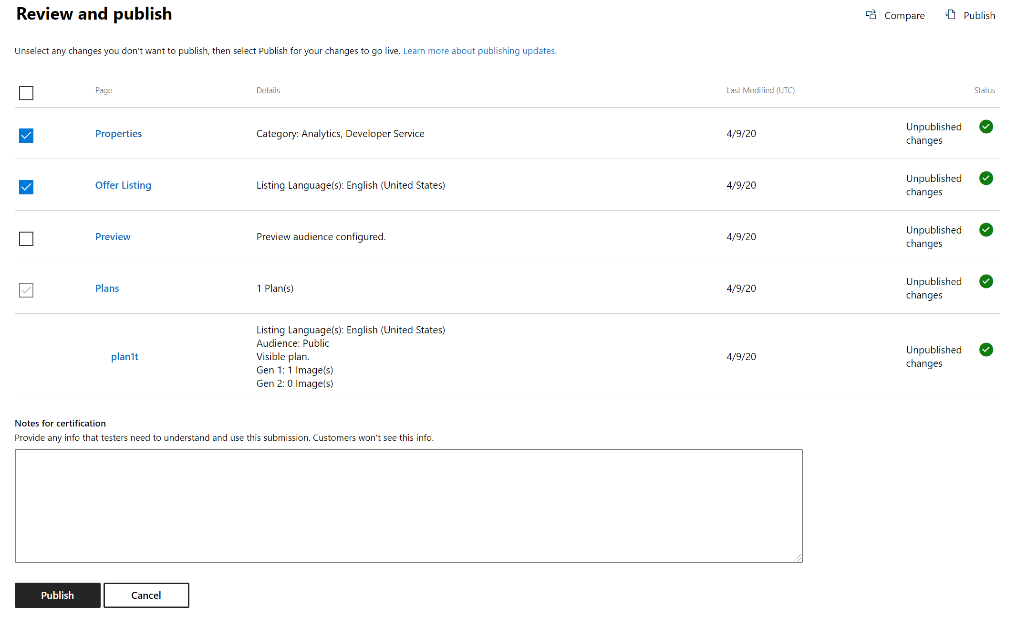 Review and publish
Compare
Publish
Unselect any changes you don't want to publish, then select Publish for your changes to go live. Learn more about publishing updates.
Page Details Last Modified (UTC) Status
Properties Category: Analytics, Developer Service 4/9/20 Unpublished
changes
Offer Listing Listing Language(s): English (United States) 4/9/20 Unpublished
changes
Preview Preview audience configured. 4/9/20 Unpublished
changes
Plans 1 Plan(s) 4/9/20 Unpublished
changes
Listing Language(s): English (United States)
Audience: Public
plan1t Visible plan. 4/9/20 Unpublished
changes
Gen 1: 1 Image(s)
Gen 2: 0 Image(s)
Notes for certification
Provide any info that testers need to understand and use this submission. Customers won't see this info.
Publish Cancel